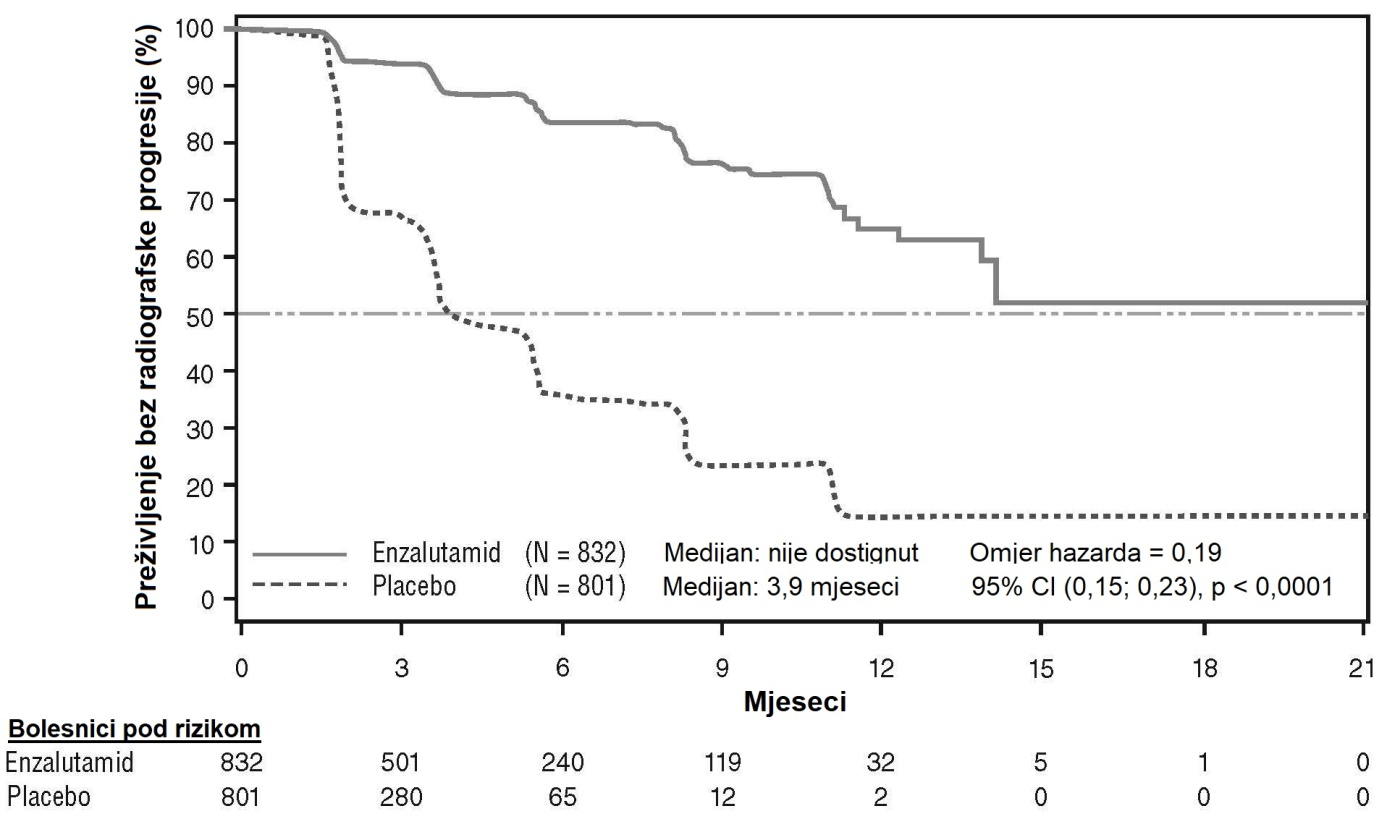 Preživljenje bez radiografske progresije (%)
100
90
80
70
60
50
40
30
20
10
0
Enzalutamid (N = 832) Medijan: nije dostignut Omjer hazarda = 0,19
Placebo (N = 801) Medijan: 3,9 mjeseci 95% CI (0,15; 0,23), p < 0,0001
0 3 6 9 12 15 18 21
Mjeseci
Bolesnici pod rizikom
Enzalutamid 832 501 240 119 32 5 1 0
Placebo 801 280 65 12 2 0 0 0